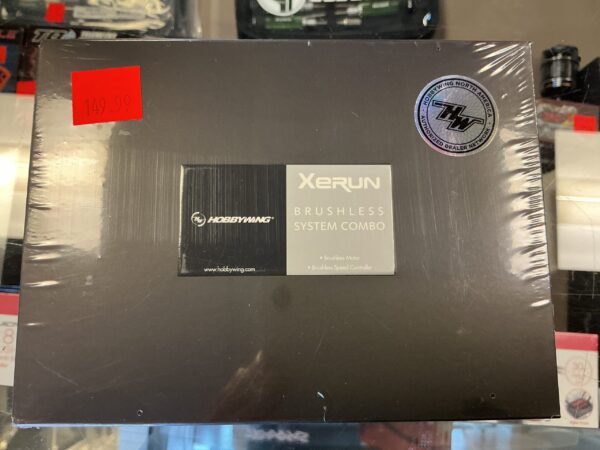 149.99
HOBBYWING NORTH AMERICA
HW
AUTHORIZED DEALER NETWORK
XERUN
HOBBYWING®
BRUSHLESS
SYSTEM COMBO
• Brushless Motor
• Brushless Speed Controller
www.hobbywing.com